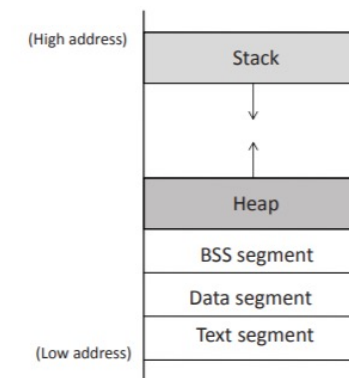 (High address)
Stack
Heap
BSS segment
Data segment
Text segment
(Low address)